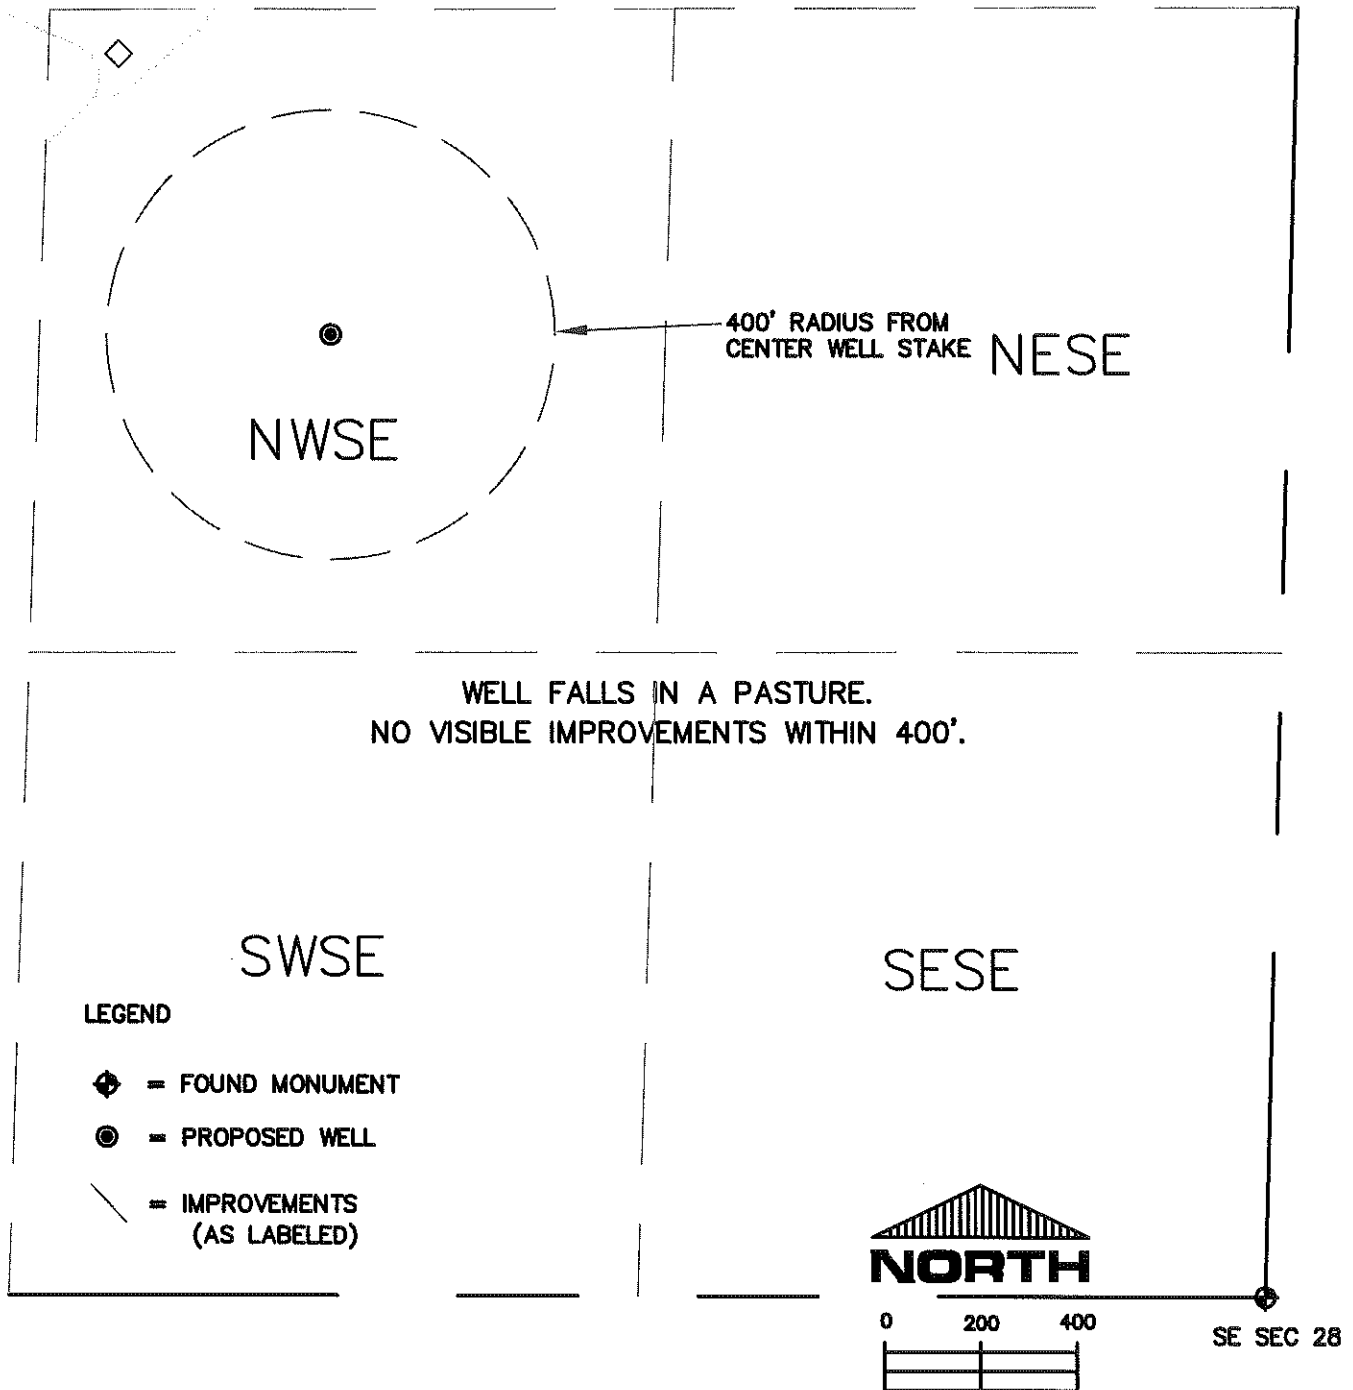 400' RADIUS FROM
CENTER WELL STAKE
NESE
NWSE
WELL FALLS IN A PASTURE.
NO VISIBLE IMPROVEMENTS WITHIN 400'.
SWSE
SESE
LEGEND
= FOUND MONUMENT
= PROPOSED WELL
= IMPROVEMENTS
(AS LABELED)
NORTH
0 200 400
SE SEC 28